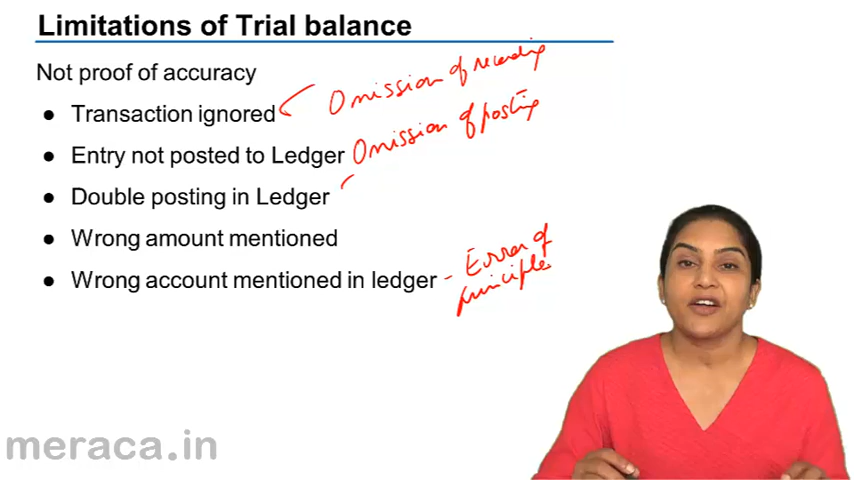 Limitations of Trial balance
Not proof of accuracy
● Transaction ignored
Omission of recording
● Entry not posted to Ledger
Omission of posting
● Double posting in Ledger
● Wrong amount mentioned
● Wrong account mentioned in ledger
- Error of
principles
meraca.in